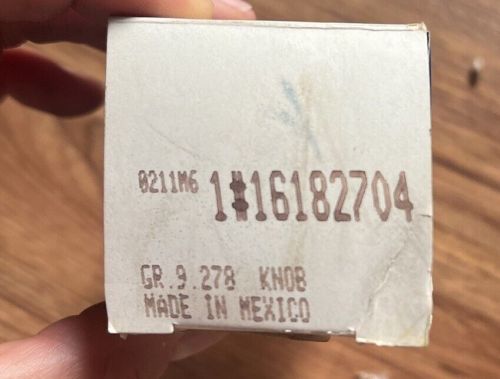 0211M6 1#16182704
GR.9.278 KNOB
MADE IN MEXICO